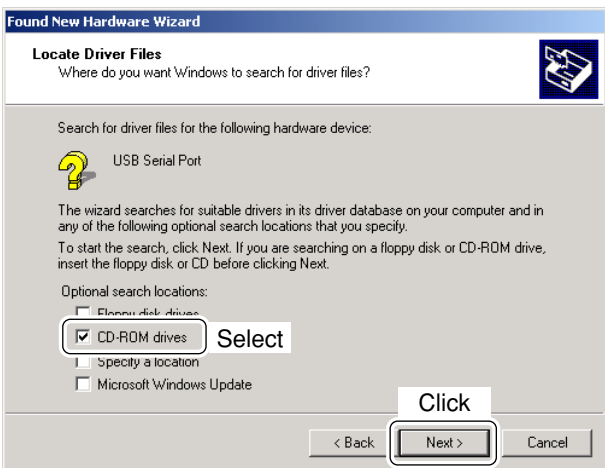 Found New Hardware Wizard
Locate Driver Files
Where do you want Windows to search for driver files?
Search for driver files for the following hardware device:
USB Serial Port
The wizard searches for suitable drivers in its driver database on your computer and in
any of the following optional search locations that you specify.
To start the search, click Next. If you are searching on a floppy disk or CD-ROM drive,
insert the floppy disk or CD before clicking Next.
Optional search locations:
Floppy disk drives
CD-ROM drives Select
Specify a location
Microsoft Windows Update
Click
< Back Next > Cancel